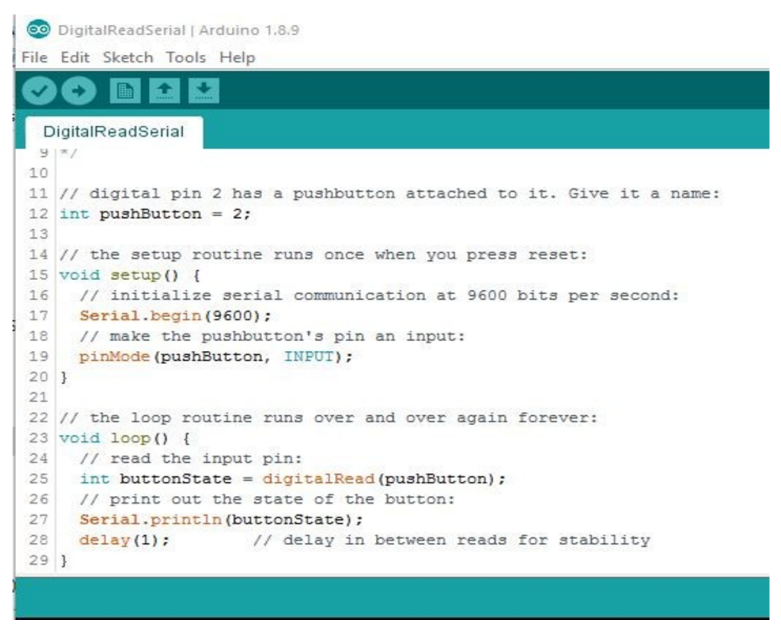 DigitalReadSerial | Arduino 1.8.9
File Edit Sketch Tools Help
DigitalReadSerial
9 */
10
11 // digital pin 2 has a pushbutton attached to it. Give it a name:
12 int pushButton = 2;
13
14 // the setup routine runs once when you press reset:
15 void setup() {
16   // initialize serial communication at 9600 bits per second:
17   Serial.begin(9600);
18   // make the pushbutton's pin an input:
19   pinMode(pushButton, INPUT);
20 }
21
22 // the loop routine runs over and over again forever:
23 void loop() {
24   // read the input pin:
25   int buttonState = digitalRead(pushButton);
26   // print out the state of the button:
27   Serial.println(buttonState);
28   delay(1);        // delay in between reads for stability
29 }